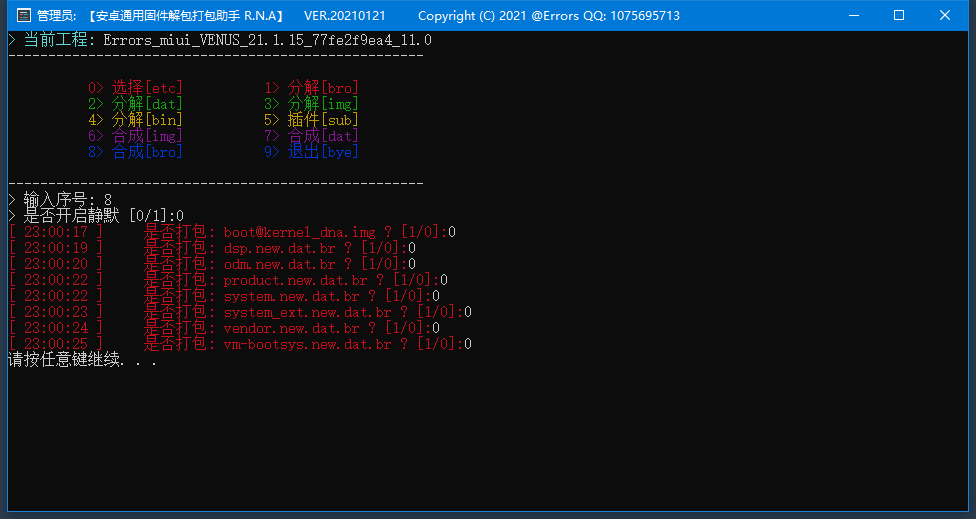 管理员: 【安卓通用固件解包打包助手 R.N.A】 VER.20210121 Copyright (C) 2021 @Errors QQ: 1075695713
> 当前工程: Errors_miui_VENUS_21.1.15_77fe2f9ea4_11.0
----------------------------------------------------
0> 选择[etc] 1> 分解[bro]
2> 分解[dat] 3> 分解[img]
4> 分解[bin] 5> 插件[sub]
6> 合成[img] 7> 合成[dat]
8> 合成[bro] 9> 退出[bye]
----------------------------------------------------
> 输入序号: 8
> 是否开启静默 [0/1]:0
[ 23:00:17 ] 是否打包: boot@kernel_dna.img ? [1/0]:0
[ 23:00:19 ] 是否打包: dsp.new.dat.br ? [1/0]:0
[ 23:00:20 ] 是否打包: odm.new.dat.br ? [1/0]:0
[ 23:00:22 ] 是否打包: product.new.dat.br ? [1/0]:0
[ 23:00:22 ] 是否打包: system.new.dat.br ? [1/0]:0
[ 23:00:23 ] 是否打包: system_ext.new.dat.br ? [1/0]:0
[ 23:00:24 ] 是否打包: vendor.new.dat.br ? [1/0]:0
[ 23:00:25 ] 是否打包: vm-bootsys.new.dat.br ? [1/0]:0
请按任意键继续. . .